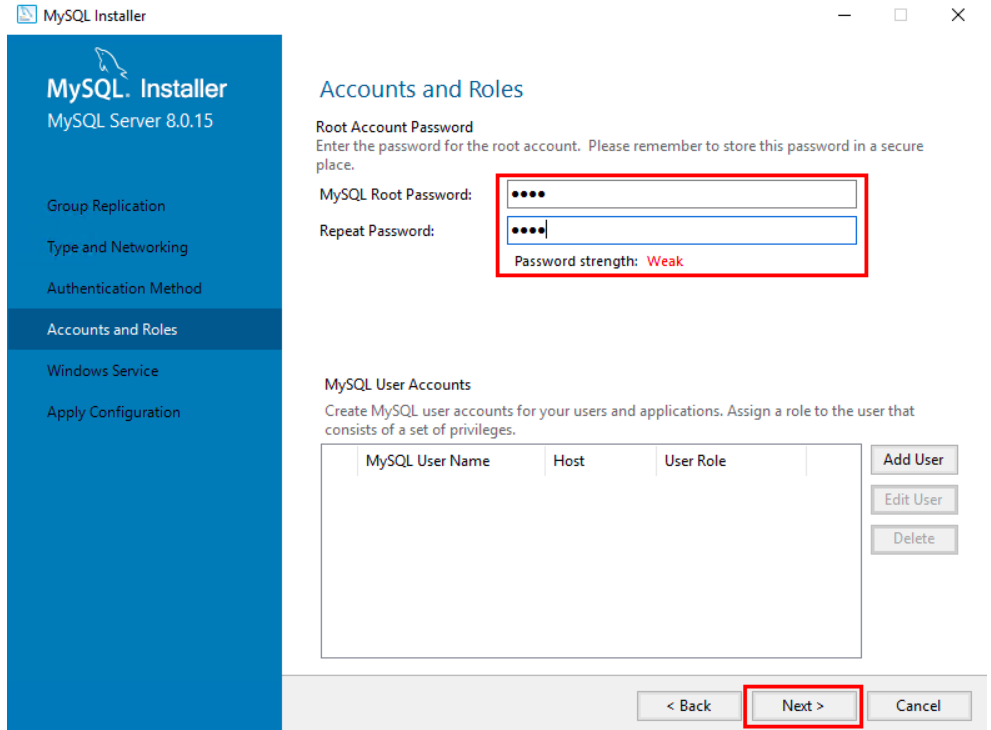 MySQL Installer
MySQL. Installer
MySQL Server 8.0.15
Group Replication
Type and Networking
Authentication Method
Accounts and Roles
Windows Service
Apply Configuration
Accounts and Roles
Root Account Password
Enter the password for the root account. Please remember to store this password in a secure
place.
MySQL Root Password: ●●●●
Repeat Password: ●●●●
Password strength: Weak
MySQL User Accounts
Create MySQL user accounts for your users and applications. Assign a role to the user that
consists of a set of privileges.
MySQL User Name Host User Role
Add User
Edit User
Delete
< Back Next > Cancel